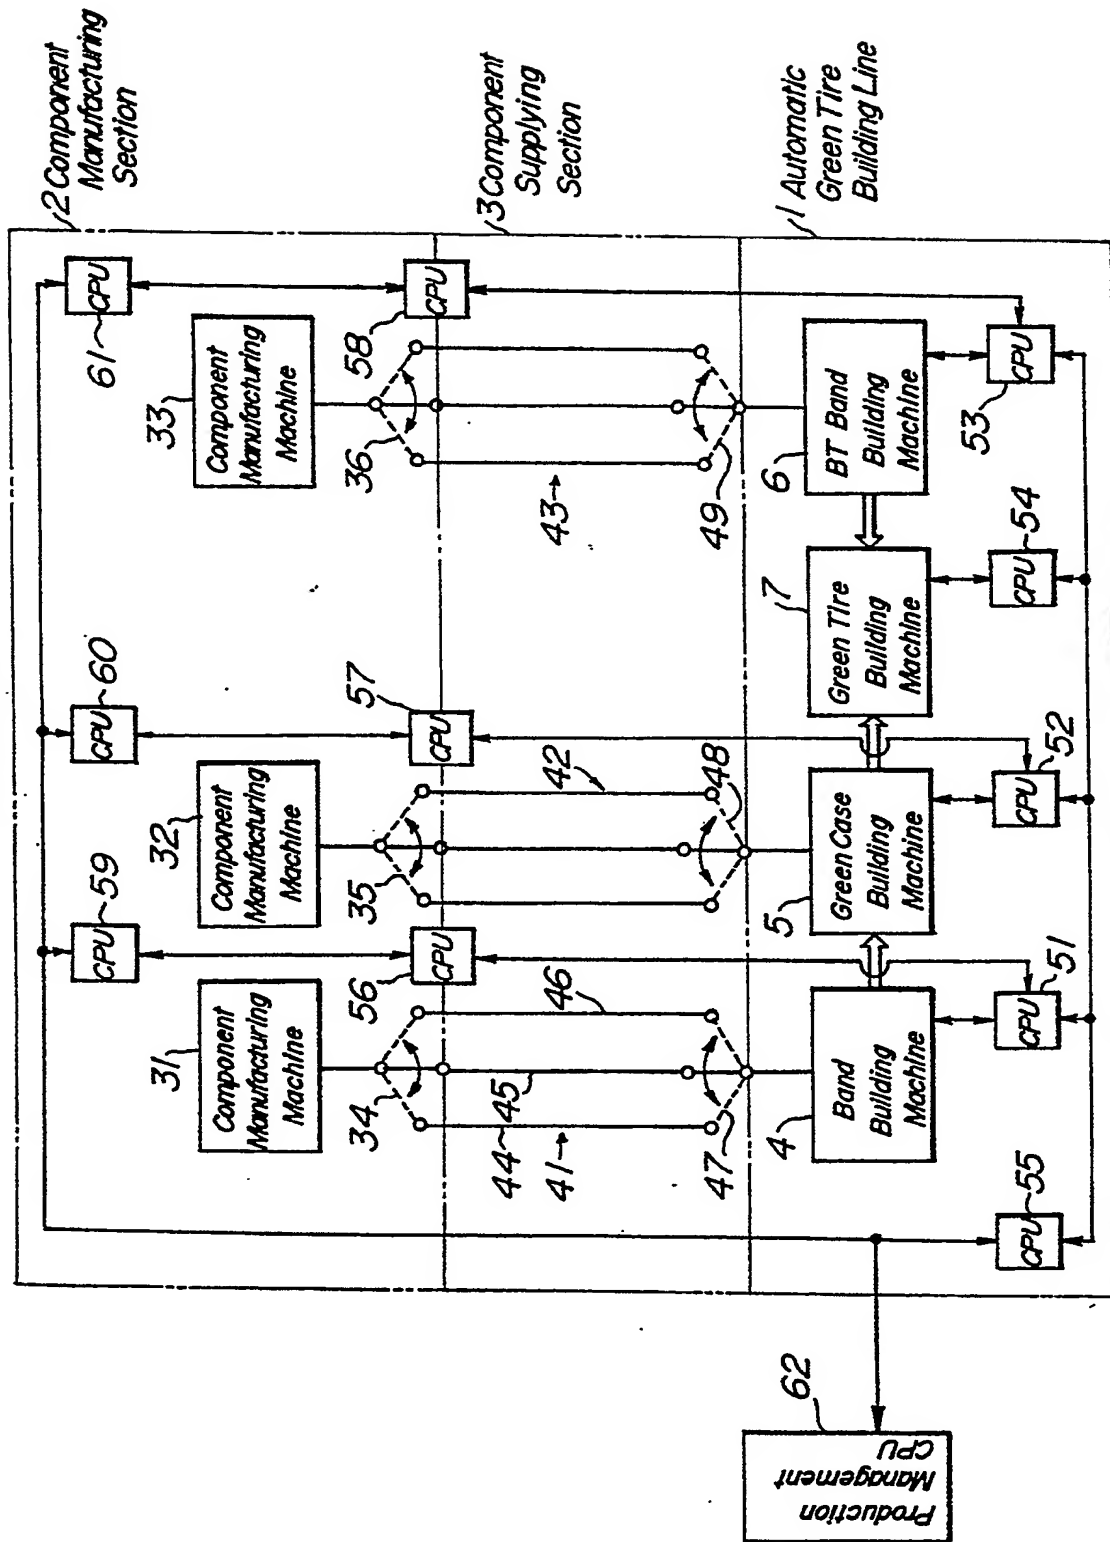 2 Component
Manufacturing
Section
3 Component
Supplying
Section
1 Automatic
Green Tire
Building Line
59
CPU
60
CPU
61
CPU
31
Component
Manufacturing
Machine
32
Component
Manufacturing
Machine
33
Component
Manufacturing
Machine
34
56
CPU
35
57
CPU
36
58
CPU
44
45
46
41
42
43
47
48
49
4
Band
Building
Machine
5
Green Case
Building
Machine
7
Green Tire
Building
Machine
6
BT Band
Building
Machine
55
CPU
51
CPU
52
CPU
54
CPU
53
CPU
62
Production
Management
CPU